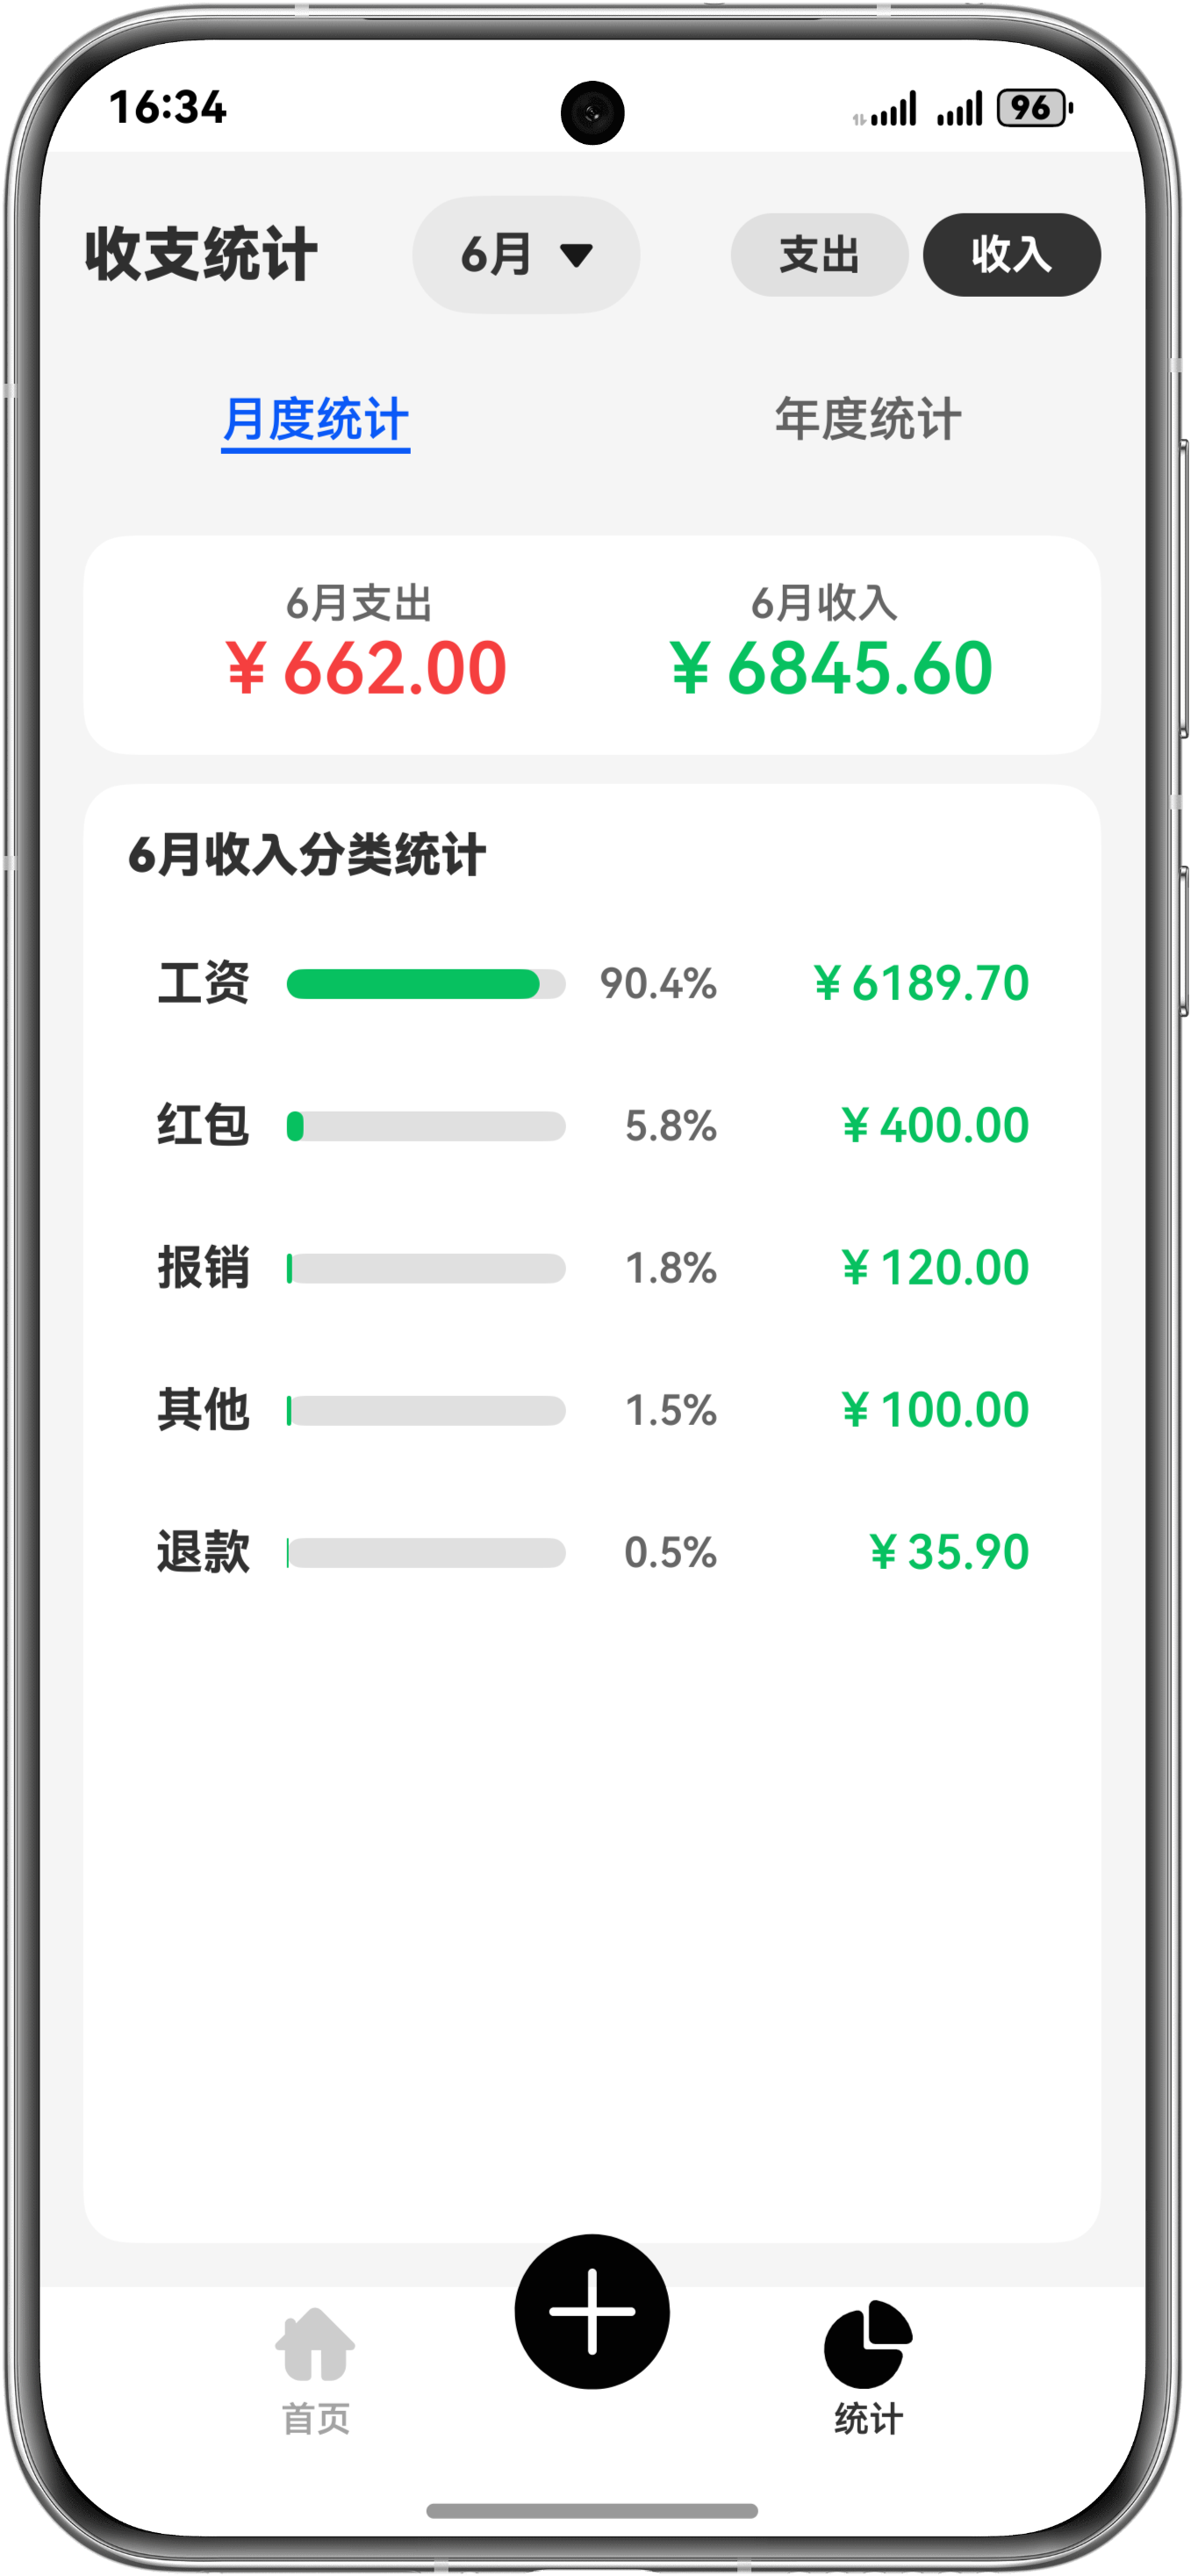 16:34 96
收支统计 6月 支出 收入
月度统计 年度统计
6月支出 6月收入
¥662.00 ¥6845.60
6月收入分类统计
工资 90.4% ¥6189.70
红包 5.8% ¥400.00
报销 1.8% ¥120.00
其他 1.5% ¥100.00
退款 0.5% ¥35.90
首页 统计